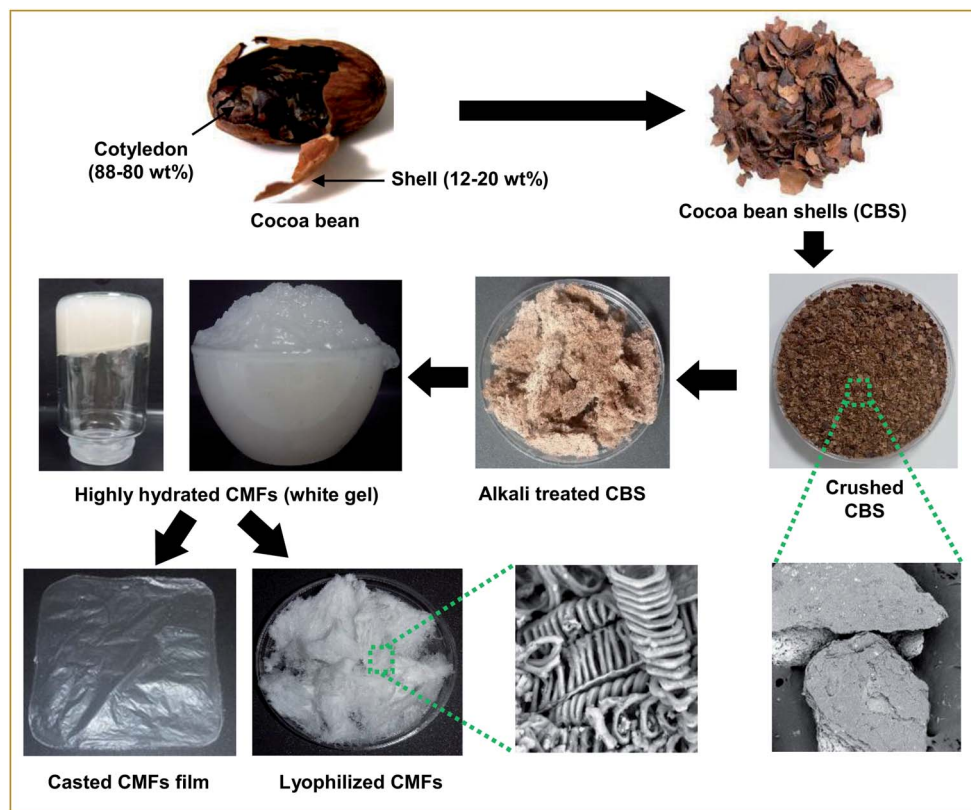 Cotyledon
(88-80 wt%)
Shell (12-20 wt%)
Cocoa bean
Cocoa bean shells (CBS)
Highly hydrated CMFs (white gel)
Alkali treated CBS
Crushed
CBS
Casted CMFs film
Lyophilized CMFs